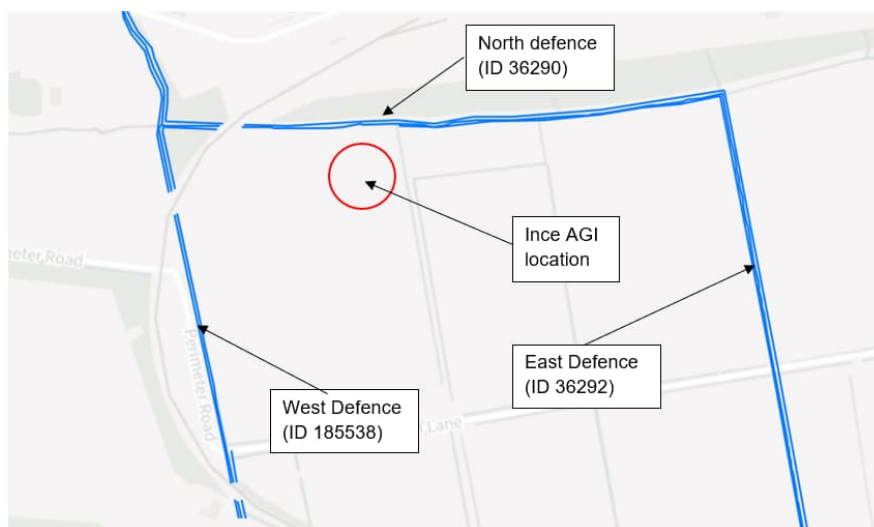 North defence
(ID 36290)
Ince AGI
location
meter Road
Perimeter Road
East Defence
(ID 36292)
West Defence
(ID 185538)
Lane